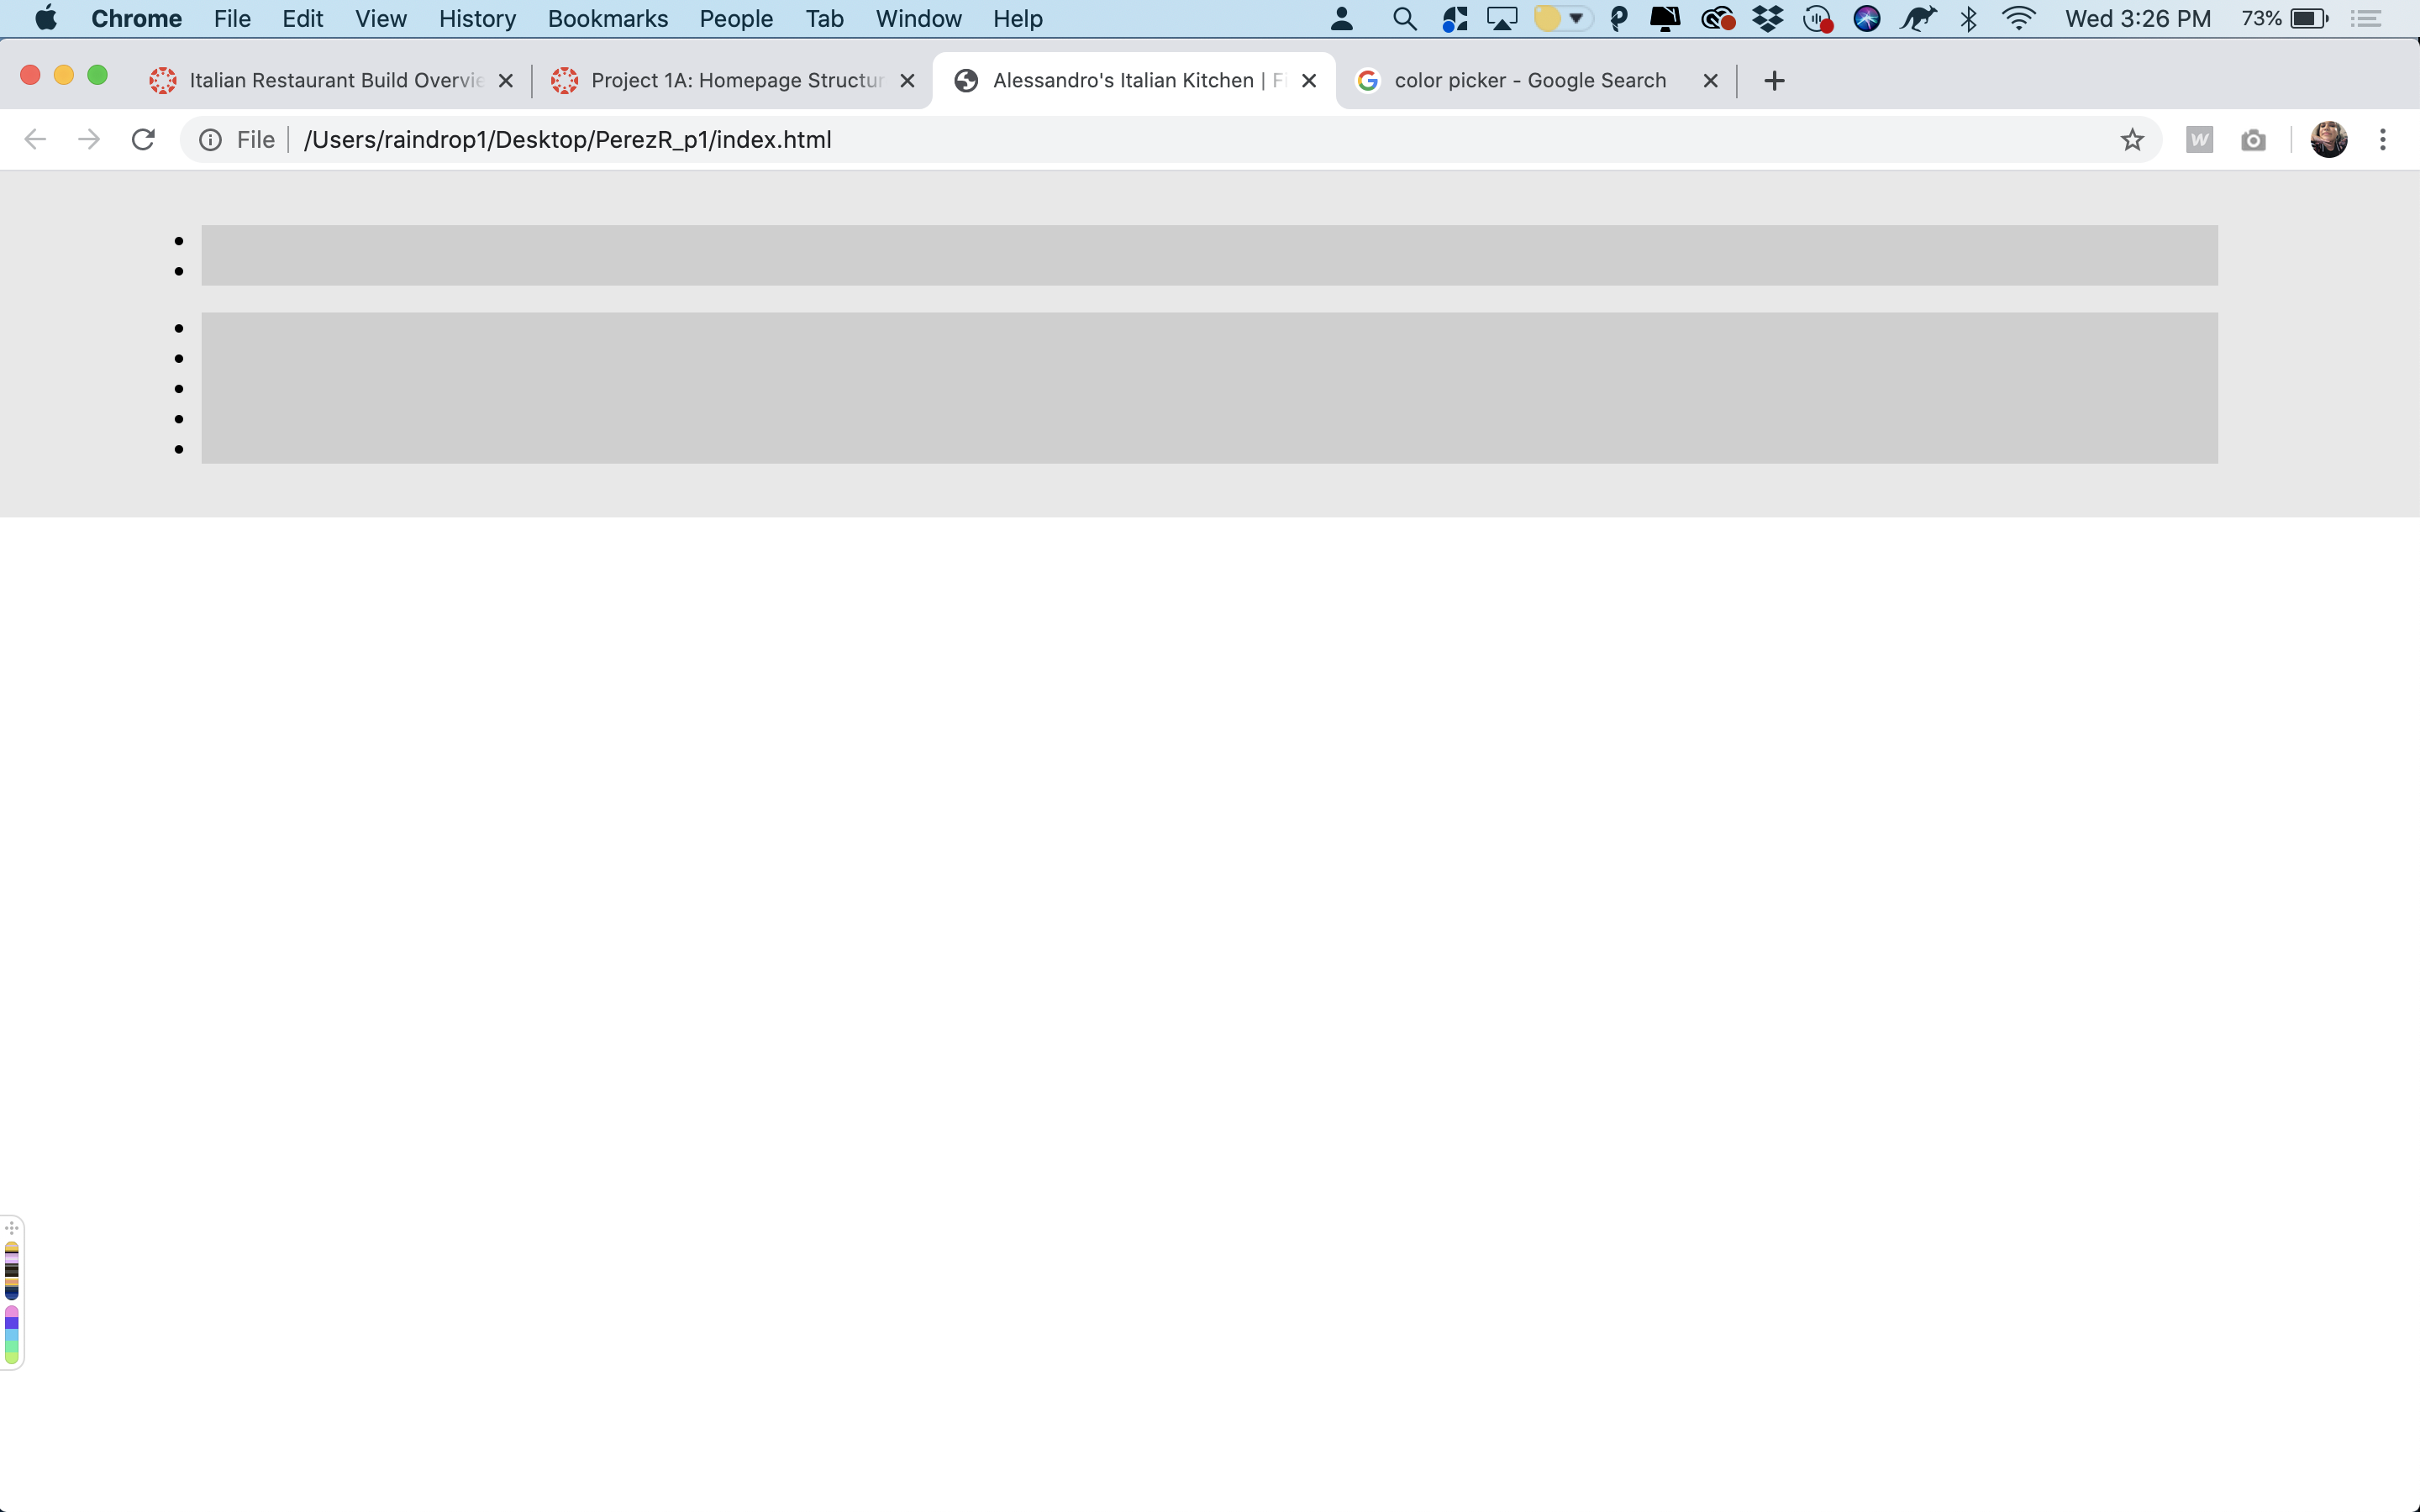 Chrome File Edit View History Bookmarks People Tab Window Help Wed 3:26 PM 73%
Italian Restaurant Build Overvie Project 1A: Homepage Structur Alessandro's Italian Kitchen | Fi color picker - Google Search
File /Users/raindrop1/Desktop/PerezR_p1/index.html W